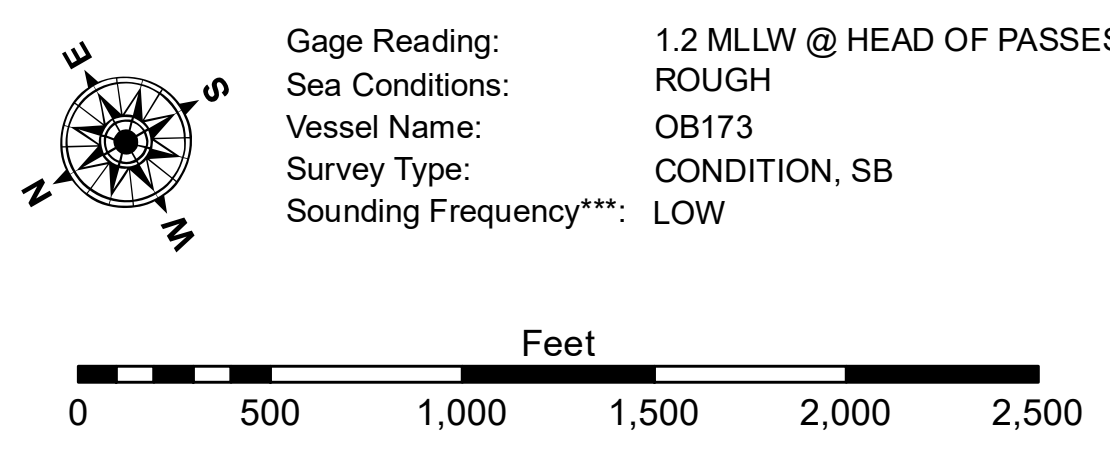 E
S
N
W
Gage Reading: 1.2 MLLW @ HEAD OF PASSES
Sea Conditions: ROUGH
Vessel Name: OB173
Survey Type: CONDITION, SB
Sounding Frequency***: LOW
Feet
0 500 1,000 1,500 2,000 2,500